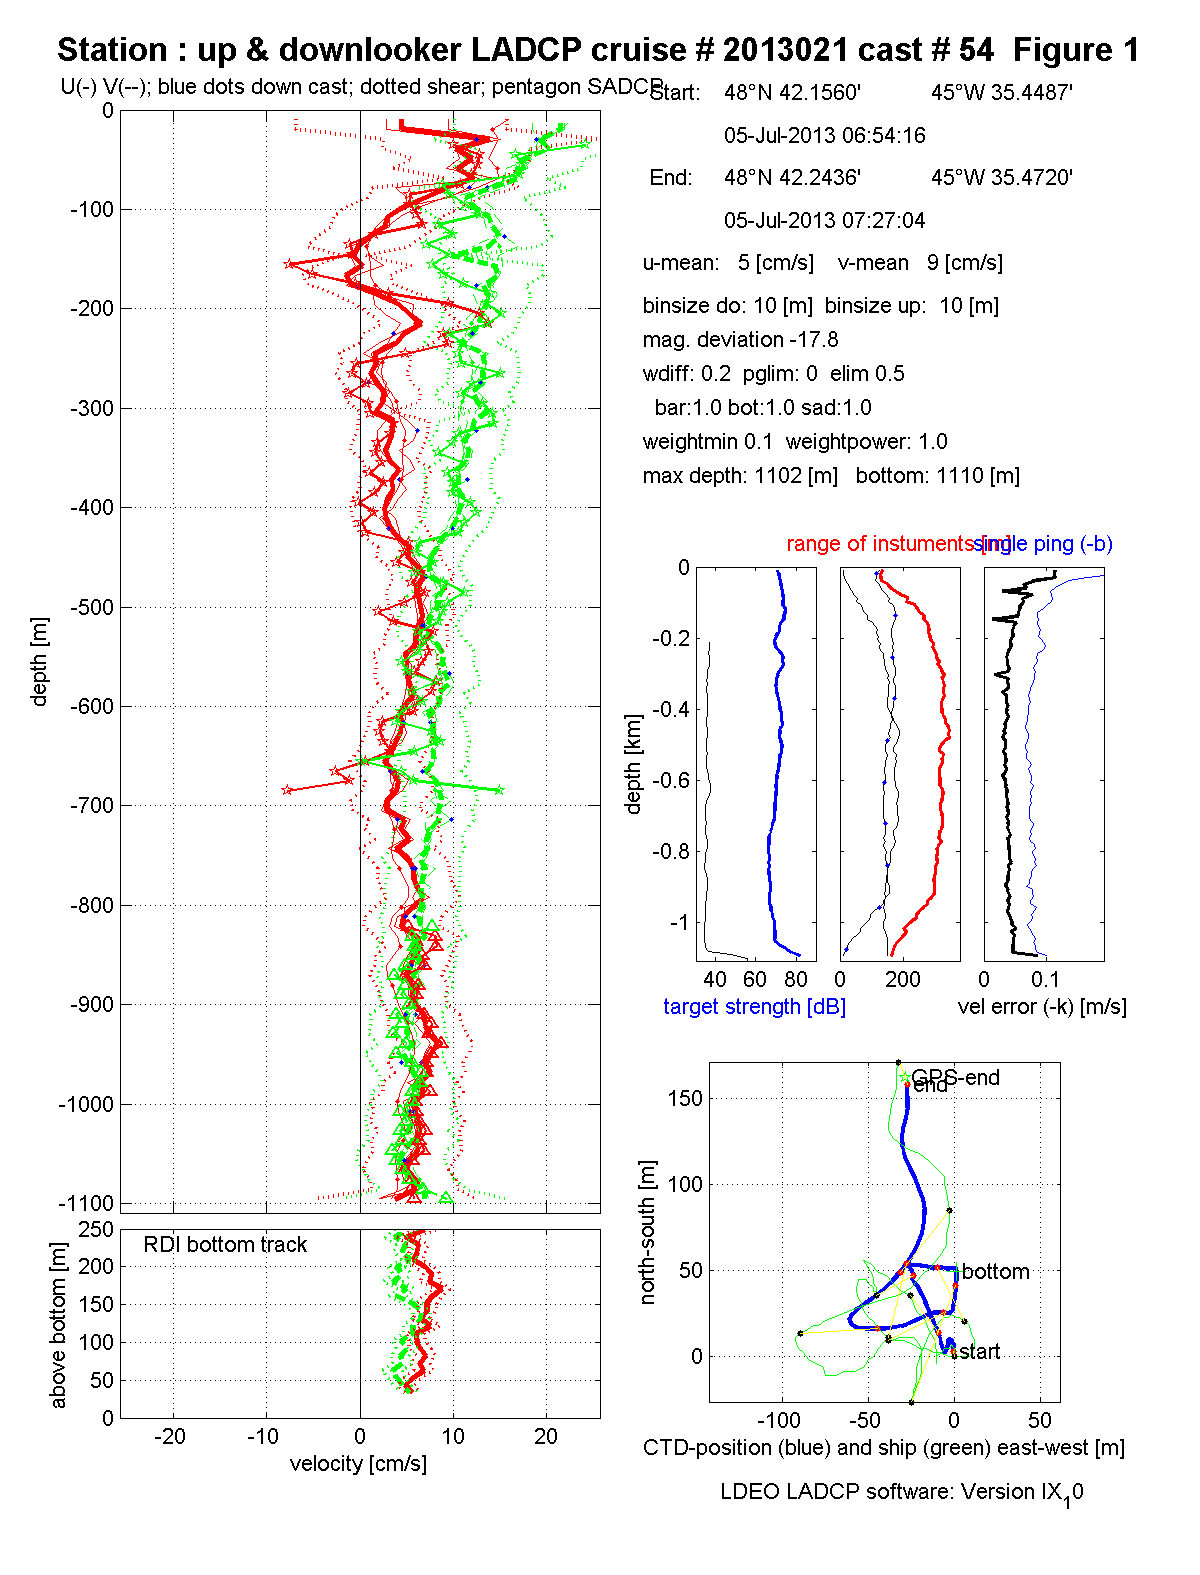 Station : up & downlooker LADCP cruise # 2013021 cast # 54  Figure 1
U(-) V(--); blue dots down cast; dotted shear; pentagon SADCP
Start: 48°N 42.1560' 45°W 35.4487'
05-Jul-2013 06:54:16
End: 48°N 42.2436' 45°W 35.4720'
05-Jul-2013 07:27:04
u-mean: 5 [cm/s] v-mean 9 [cm/s]
binsize do: 10 [m] binsize up: 10 [m]
mag. deviation -17.8
wdiff: 0.2 pglim: 0 elim 0.5
bar:1.0 bot:1.0 sad:1.0
weightmin 0.1 weightpower: 1.0
max depth: 1102 [m] bottom: 1110 [m]
0
-100
-200
-300
-400
-500
-600
-700
-800
-900
-1000
-1100
depth [m]
RDI bottom track
250
200
150
100
50
0
above bottom [m]
-20 -10 0 10 20
velocity [cm/s]
range of instuments [m]
single ping (-b)
0
-0.2
-0.4
-0.6
-0.8
-1
depth [km]
40 60 80
0 200
0 0.1
target strength [dB]
vel error (-k) [m/s]
GPS-end
end
bottom
start
150
100
50
0
north-south [m]
-100 -50 0 50
CTD-position (blue) and ship (green) east-west [m]
LDEO LADCP software: Version IX10